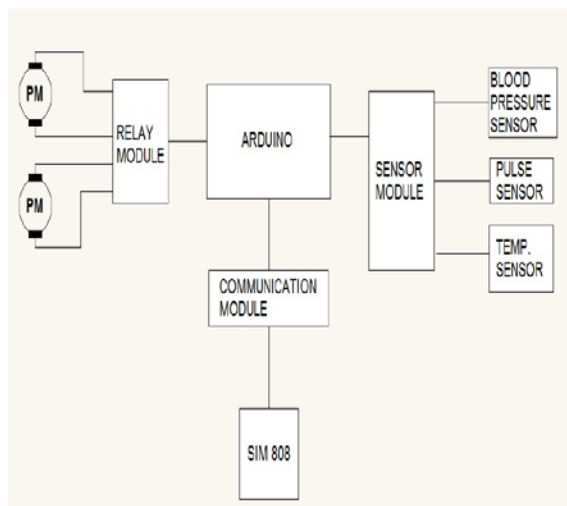 PM
RELAY
MODULE
PM
ARDUINO
SENSOR
MODULE
BLOOD
PRESSURE
SENSOR
PULSE
SENSOR
TEMP.
SENSOR
COMMUNICATION
MODULE
SIM 808